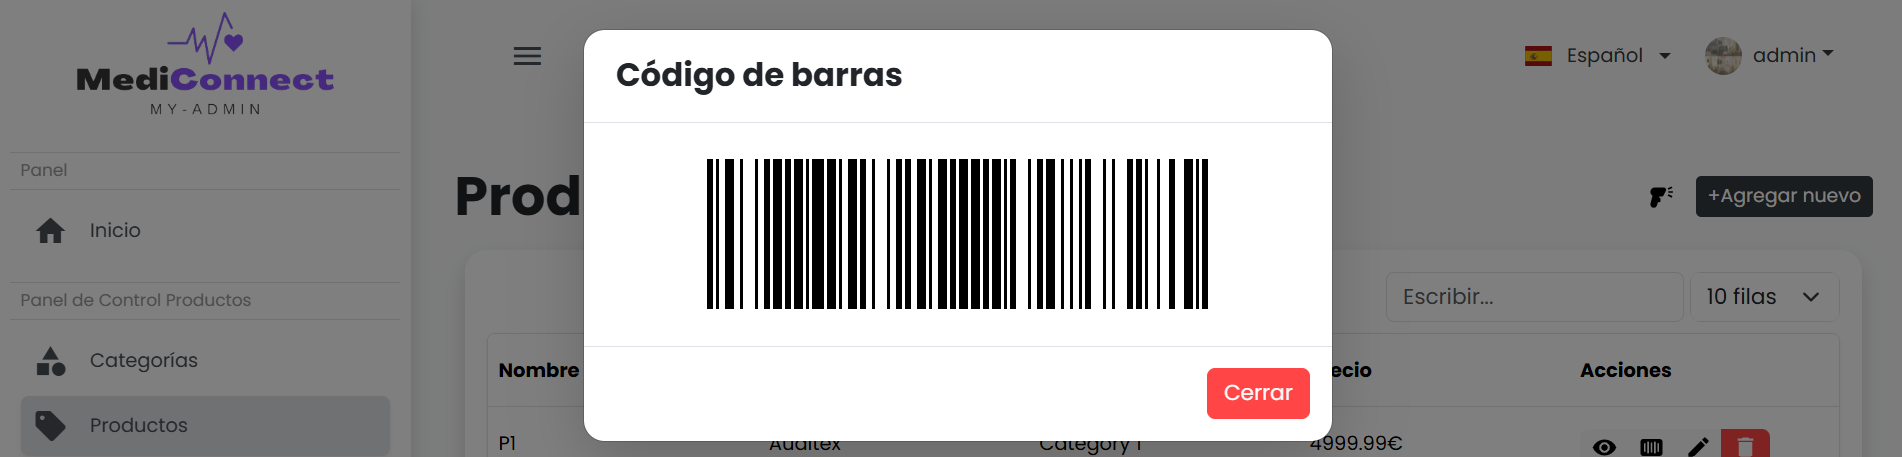 MediConnect
MY-ADMIN
Panel
Inicio
Panel de Control Productos
Categorías
Productos
Español
admin
Prod
+Agregar nuevo
Código de barras
Cerrar
Escribir...
10 filas
Nombre
ecio
Acciones
P1
Auditex
Category 1
4999.99€